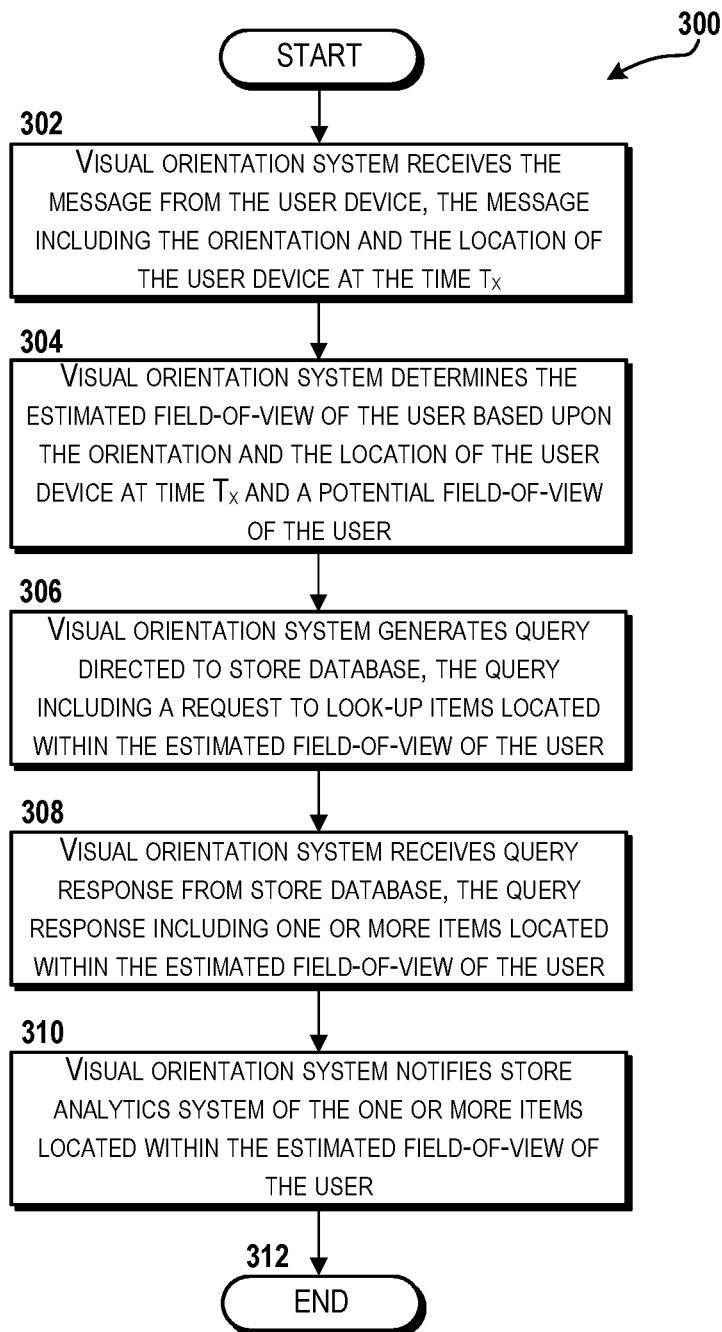 300
START
302
VISUAL ORIENTATION SYSTEM RECEIVES THE
MESSAGE FROM THE USER DEVICE, THE MESSAGE
INCLUDING THE ORIENTATION AND THE LOCATION OF
THE USER DEVICE AT THE TIME TX
304
VISUAL ORIENTATION SYSTEM DETERMINES THE
ESTIMATED FIELD-OF-VIEW OF THE USER BASED UPON
THE ORIENTATION AND THE LOCATION OF THE USER
DEVICE AT TIME TX AND A POTENTIAL FIELD-OF-VIEW
OF THE USER
306
VISUAL ORIENTATION SYSTEM GENERATES QUERY
DIRECTED TO STORE DATABASE, THE QUERY
INCLUDING A REQUEST TO LOOK-UP ITEMS LOCATED
WITHIN THE ESTIMATED FIELD-OF-VIEW OF THE USER
308
VISUAL ORIENTATION SYSTEM RECEIVES QUERY
RESPONSE FROM STORE DATABASE, THE QUERY
RESPONSE INCLUDING ONE OR MORE ITEMS LOCATED
WITHIN THE ESTIMATED FIELD-OF-VIEW OF THE USER
310
VISUAL ORIENTATION SYSTEM NOTIFIES STORE
ANALYTICS SYSTEM OF THE ONE OR MORE ITEMS
LOCATED WITHIN THE ESTIMATED FIELD-OF-VIEW OF
THE USER
312
END